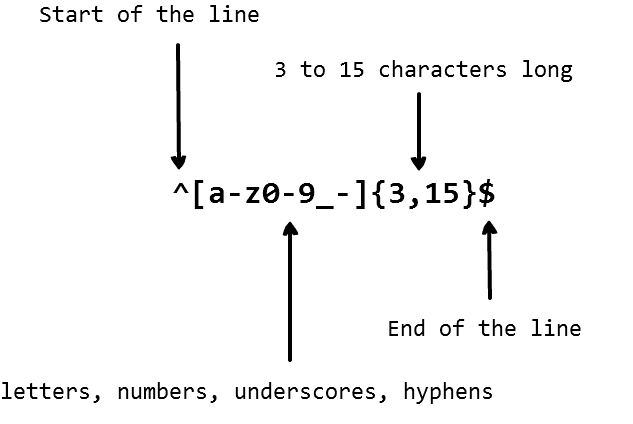 Start of the line
3 to 15 characters long
^[a-z0-9_-]{3,15}$
End of the line
letters, numbers, underscores, hyphens